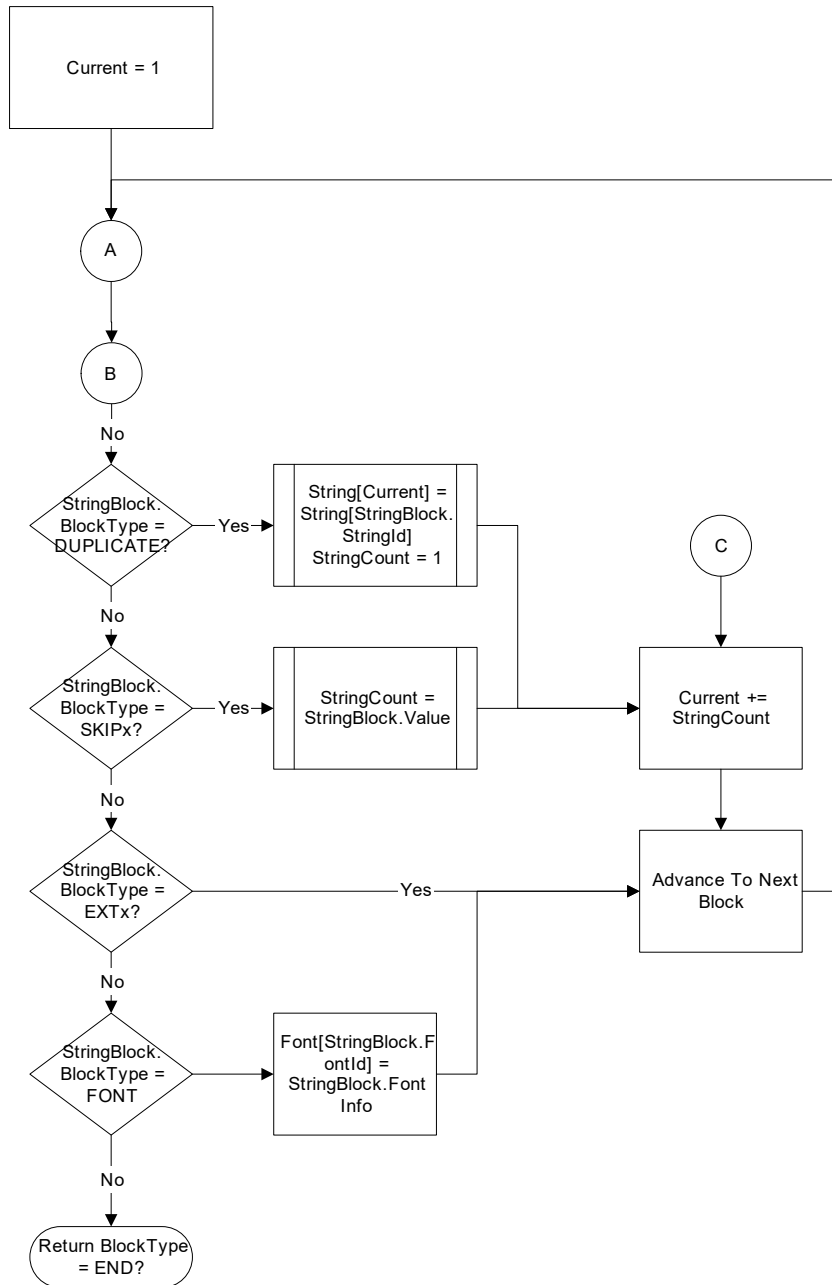 Current = 1
A
B
No
StringBlock.
BlockType =
DUPLICATE?
Yes
String[Current] =
String[StringBlock.
StringId]
StringCount = 1
C
No
StringBlock.
BlockType =
SKIPx?
Yes
StringCount =
StringBlock.Value
Current +=
StringCount
No
StringBlock.
BlockType =
EXTx?
Yes
Advance To Next
Block
No
StringBlock.
BlockType =
FONT
Font[StringBlock.F
ontId] =
StringBlock.Font
Info
No
Return BlockType
= END?